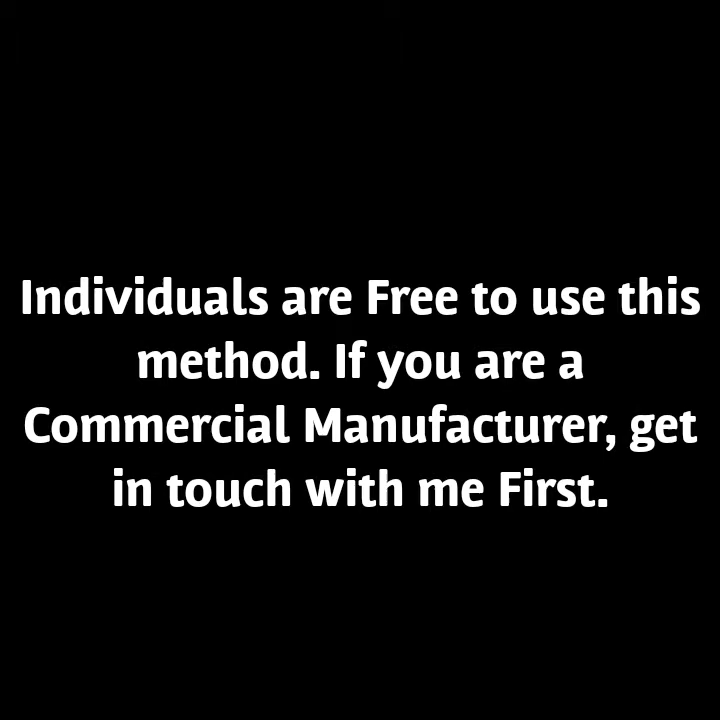 Individuals are Free to use this
method. If you are a
Commercial Manufacturer, get
in touch with me First.